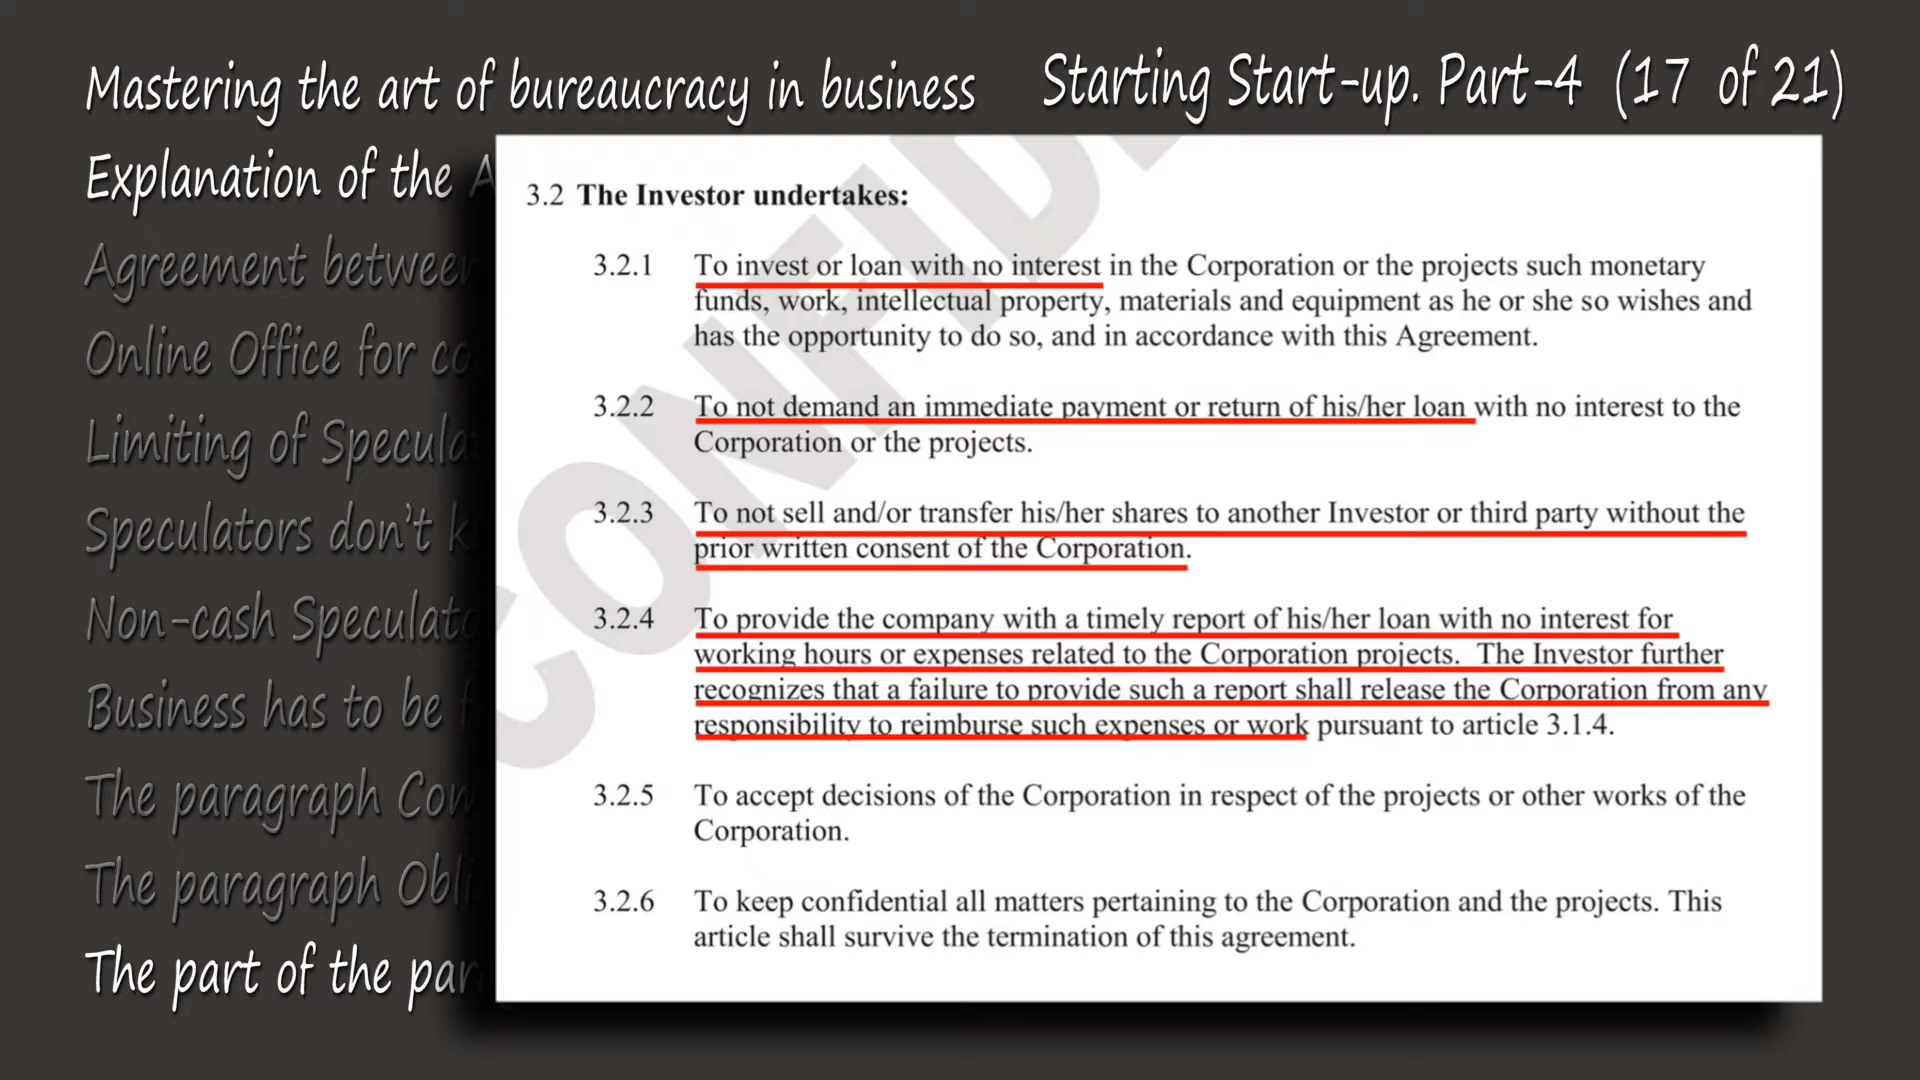 Mastering the art of bureaucracy in business
Starting Start-up. Part-4 (17 of 21)
Explanation of the A
Agreement between
Online Office for co
Limiting of Specula
Speculators don't k
Non-cash Speculato
Business has to be f
The paragraph Con
The paragraph Obli
The part of the par
CONFIDE
3.2 The Investor undertakes:
3.2.1 To invest or loan with no interest in the Corporation or the projects such monetary
funds, work, intellectual property, materials and equipment as he or she so wishes and
has the opportunity to do so, and in accordance with this Agreement.
3.2.2 To not demand an immediate payment or return of his/her loan with no interest to the
Corporation or the projects.
3.2.3 To not sell and/or transfer his/her shares to another Investor or third party without the
prior written consent of the Corporation.
3.2.4 To provide the company with a timely report of his/her loan with no interest for
working hours or expenses related to the Corporation projects. The Investor further
recognizes that a failure to provide such a report shall release the Corporation from any
responsibility to reimburse such expenses or work pursuant to article 3.1.4.
3.2.5 To accept decisions of the Corporation in respect of the projects or other works of the
Corporation.
3.2.6 To keep confidential all matters pertaining to the Corporation and the projects. This
article shall survive the termination of this agreement.